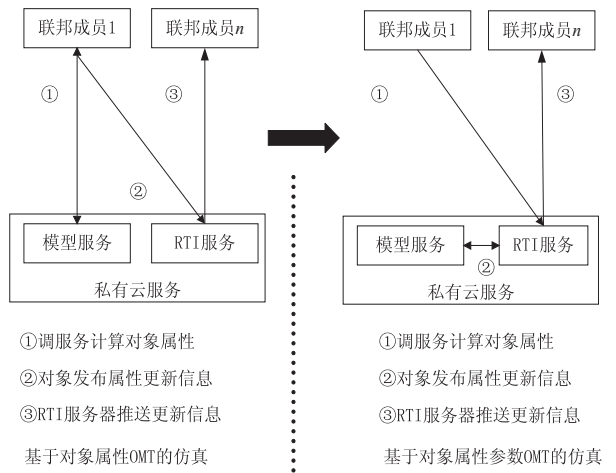 联邦成员1
联邦成员n
①
③
②
模型服务
RTI服务
私有云服务
①调服务计算对象属性
②对象发布属性更新信息
③RTI服务器推送更新信息
基于对象属性OMT的仿真
联邦成员1
联邦成员n
①
③
模型服务
RTI服务
②
私有云服务
①调服务计算对象属性
②对象发布属性更新信息
③RTI服务器推送更新信息
基于对象属性参数OMT的仿真